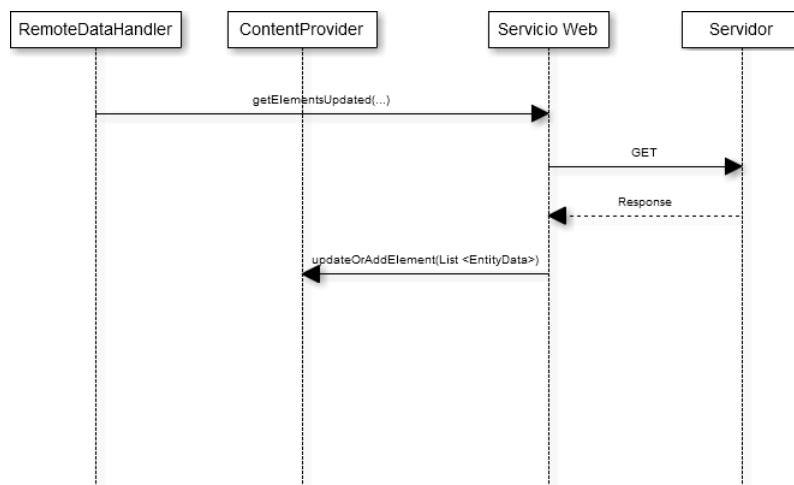 RemoteDataHandler
ContentProvider
Servicio Web
Servidor
getElementsUpdated(...)
GET
Response
updateOrAddElement(List <EntityData>)